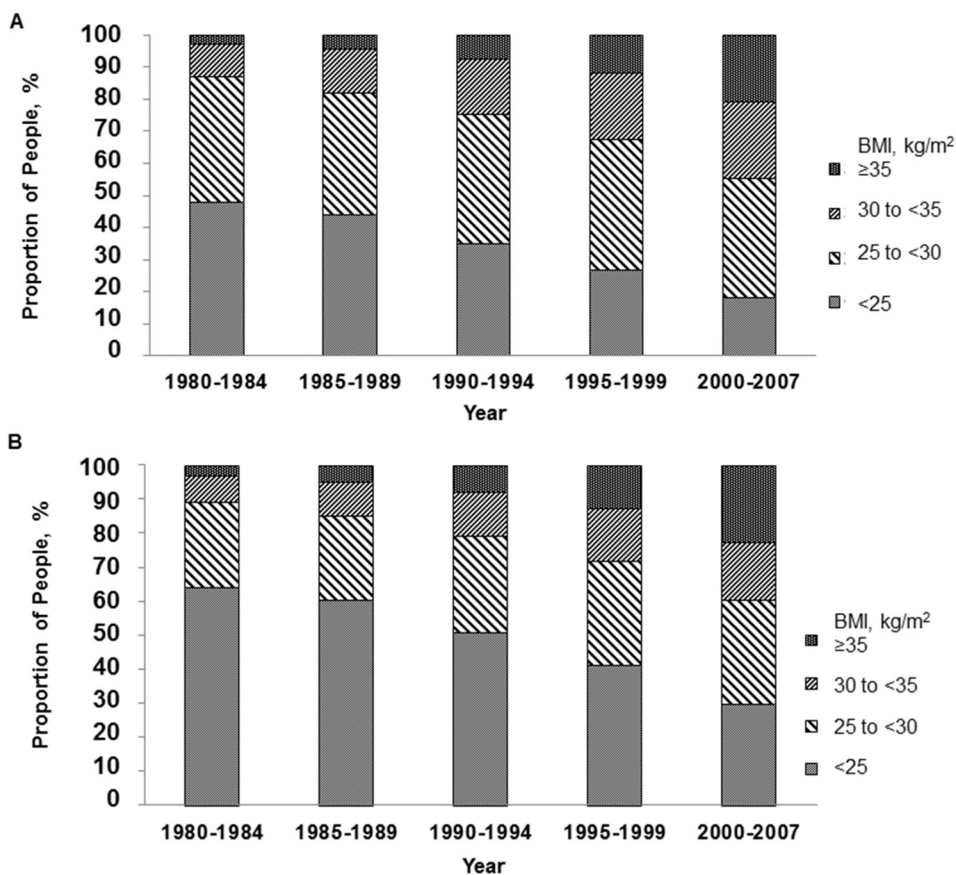 A
100
90
80
70
60
50
40
30
20
10
0
Proportion of People, %
1980-1984 1985-1989 1990-1994 1995-1999 2000-2007
Year
BMI, kg/m²
≥35
30 to <35
25 to <30
<25
B
100
90
80
70
60
50
40
30
20
10
0
Proportion of People, %
1980-1984 1985-1989 1990-1994 1995-1999 2000-2007
Year
BMI, kg/m²
≥35
30 to <35
25 to <30
<25